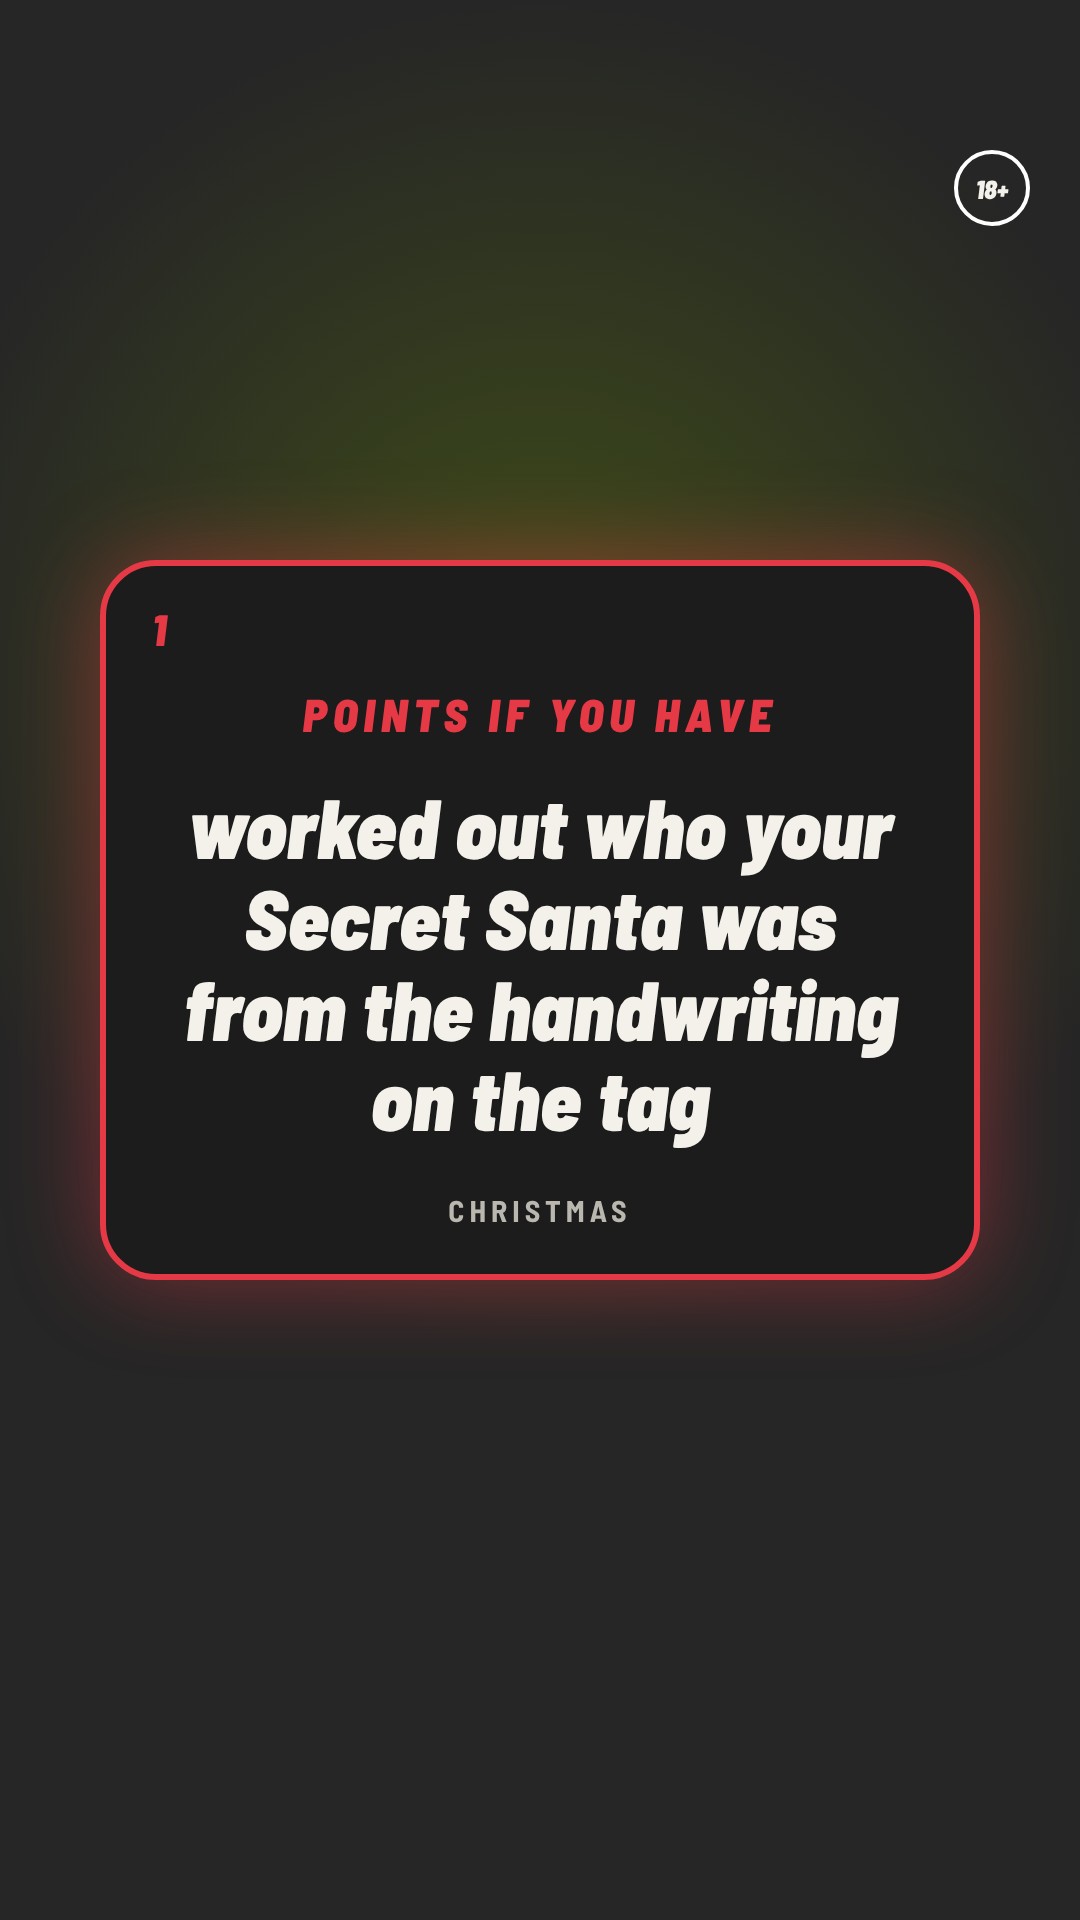 18+
1
POINTS IF YOU HAVE
worked out who your
Secret Santa was
from the handwriting
on the tag
CHRISTMAS